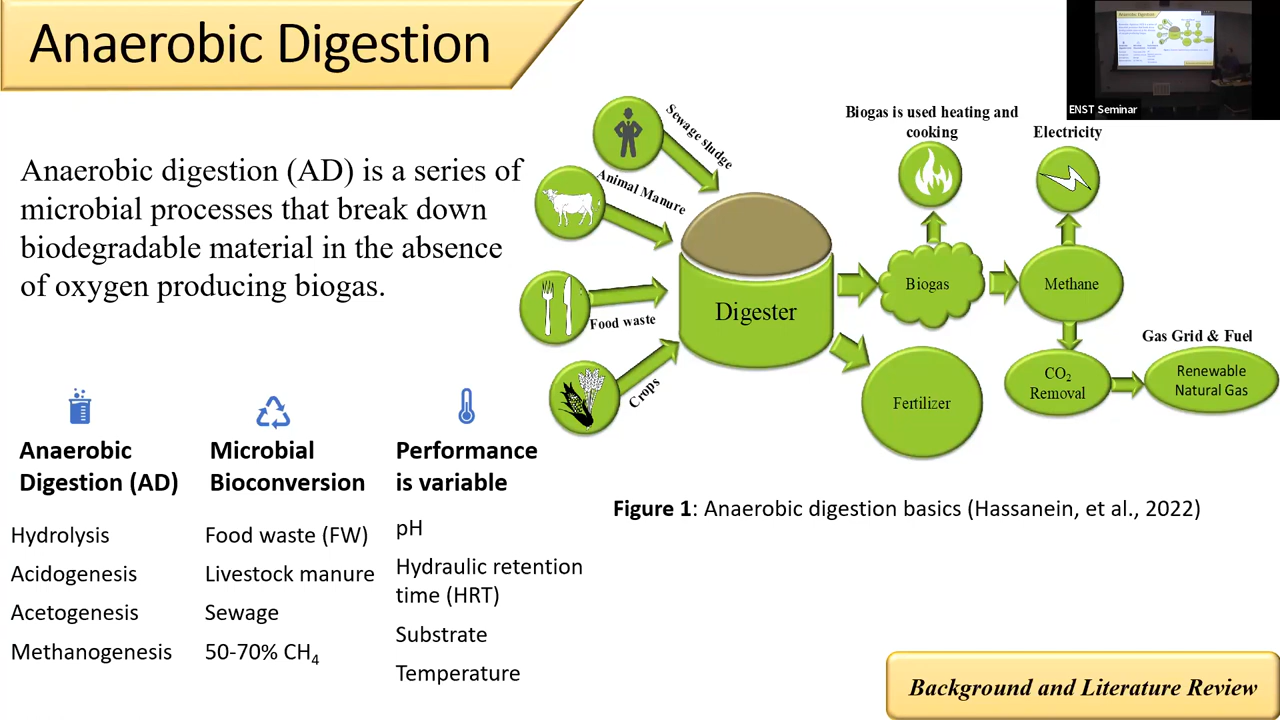 Anaerobic Digestion
ENST Seminar
Anaerobic digestion (AD) is a series of
microbial processes that break down
biodegradable material in the absence
of oxygen producing biogas.
Sewage sludge
Animal Manure
Food waste
Crops
Digester
Biogas is used heating and
cooking
Electricity
Biogas
Methane
Fertilizer
CO₂
Removal
Gas Grid & Fuel
Renewable
Natural Gas
Figure 1: Anaerobic digestion basics (Hassanein, et al., 2022)
Anaerobic
Digestion (AD)
Hydrolysis
Acidogenesis
Acetogenesis
Methanogenesis
Microbial
Bioconversion
Food waste (FW)
Livestock manure
Sewage
50-70% CH₄
Performance
is variable
pH
Hydraulic retention
time (HRT)
Substrate
Temperature
Background and Literature Review